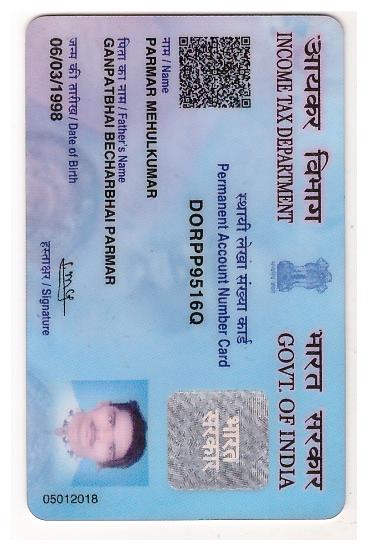 आयकर विभाग
INCOME TAX DEPARTMENT
भारत सरकार
GOVT. OF INDIA
स्थायी लेखा संख्या कार्ड
Permanent Account Number Card
DORPP9516Q
नाम / Name
PARMAR MEHULKUMAR
पिता का नाम / Father's Name
GANPATBHAI BECHARBHAI PARMAR
जन्म की तारीख / Date of Birth
06/03/1998
हस्ताक्षर / Signature
भारत सरकार
05012018